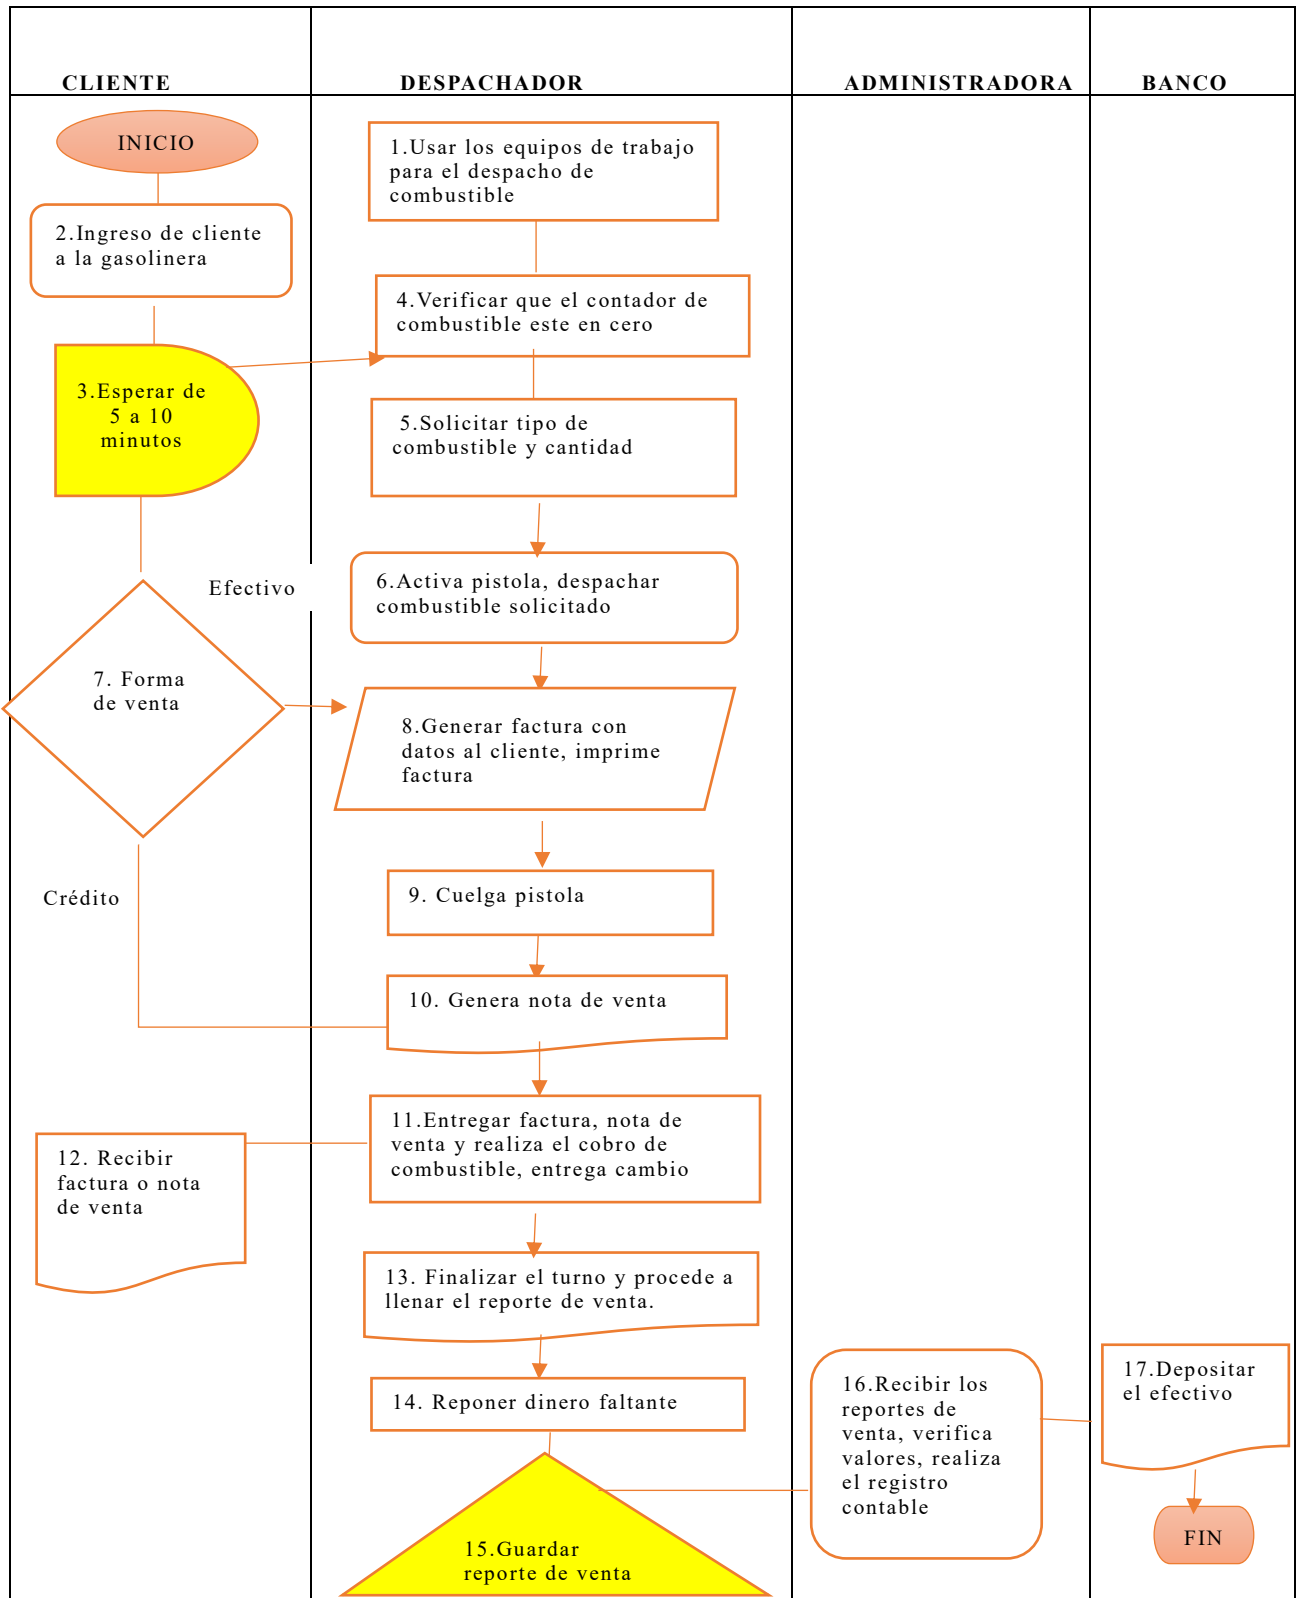 CLIENTE
DESPACHADOR
ADMINISTRADORA
BANCO
INICIO
1.Usar los equipos de trabajo
para el despacho de
combustible
2.Ingreso de cliente
a la gasolinera
4.Verificar que el contador de
combustible este en cero
3.Esperar de
5 a 10
minutos
5.Solicitar tipo de
combustible y cantidad
Efectivo
6.Activa pistola, despachar
combustible solicitado
7. Forma
de venta
8.Generar factura con
datos al cliente, imprime
factura
Crédito
9. Cuelga pistola
10. Genera nota de venta
11.Entregar factura, nota de
venta y realiza el cobro de
combustible, entrega cambio
12. Recibir
factura o nota
de venta
13. Finalizar el turno y procede a
llenar el reporte de venta.
14. Reponer dinero faltante
16.Recibir los
reportes de
venta, verifica
valores, realiza
el registro
contable
17.Depositar
el efectivo
15.Guardar
reporte de venta
FIN